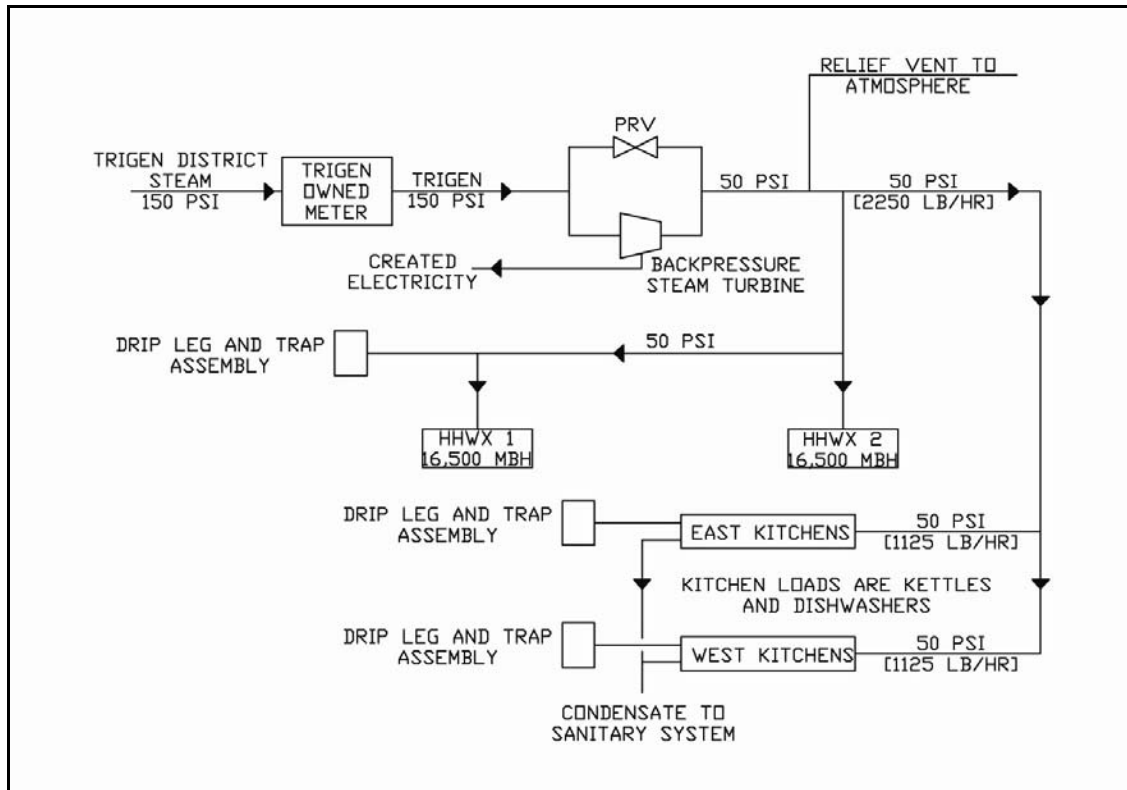 RELIEF VENT TO
ATMOSPHERE
PRV
TRIGEN DISTRICT
STEAM
150 PSI
TRIGEN
OWNED
METER
TRIGEN
150 PSI
50 PSI
50 PSI
[2250 LB/HR]
CREATED
ELECTRICITY
BACKPRESSURE
STEAM TURBINE
DRIP LEG AND TRAP
ASSEMBLY
50 PSI
HHWX 1
16,500 MBH
HHWX 2
16,500 MBH
DRIP LEG AND TRAP
ASSEMBLY
EAST KITCHENS
50 PSI
[1125 LB/HR]
KITCHEN LOADS ARE KETTLES
AND DISHWASHERS
DRIP LEG AND TRAP
ASSEMBLY
WEST KITCHENS
50 PSI
[1125 LB/HR]
CONDENSATE TO
SANITARY SYSTEM